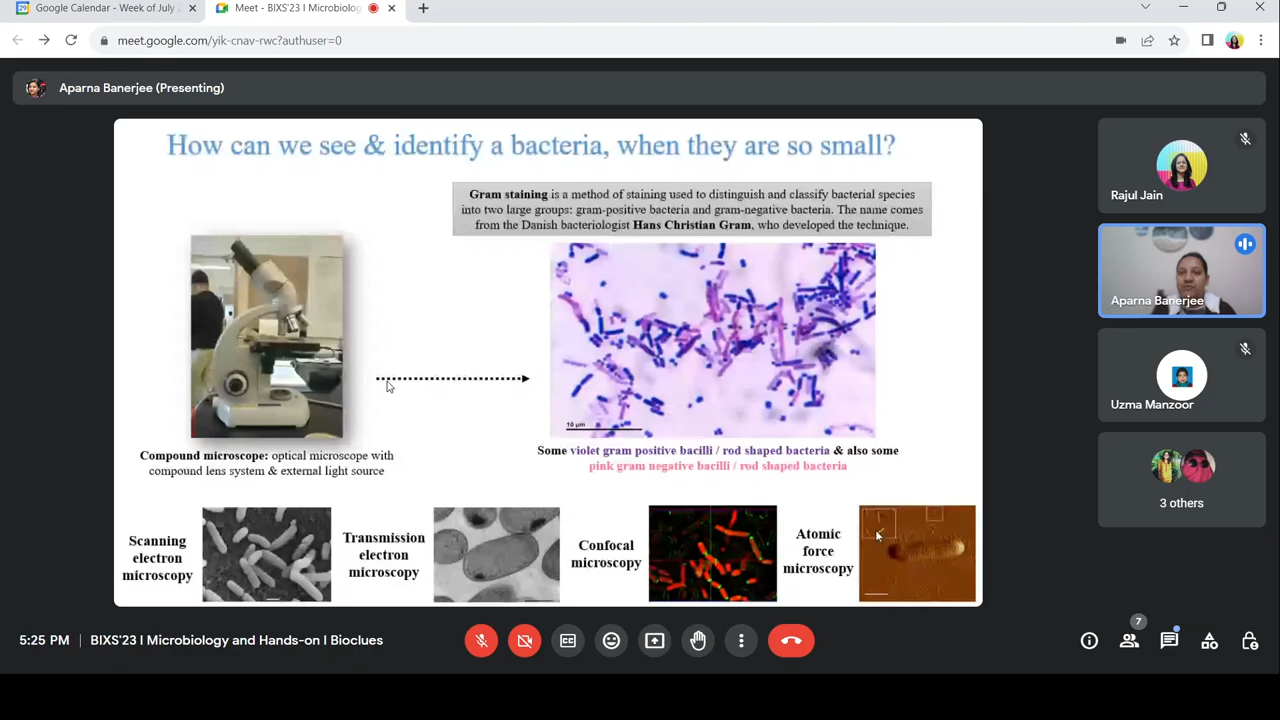 Google Calendar - Week of July
Meet - BIXS'23 I Microbiolog
meet.google.com/yik-cnav-rwc?authuser=0
Aparna Banerjee (Presenting)
How can we see & identify a bacteria, when they are so small?
Gram staining is a method of staining used to distinguish and classify bacterial species
into two large groups: gram-positive bacteria and gram-negative bacteria. The name comes
from the Danish bacteriologist Hans Christian Gram, who developed the technique.
10 µm
Compound microscope: optical microscope with
compound lens system & external light source
Some violet gram positive bacilli / rod shaped bacteria & also some
pink gram negative bacilli / rod shaped bacteria
Scanning
electron
microscopy
Transmission
electron
microscopy
Confocal
microscopy
Atomic
force
microscopy
Rajul Jain
Aparna Banerjee
Uzma Manzoor
3 others
5:25 PM
BIXS'23 I Microbiology and Hands-on I Bioclues
7